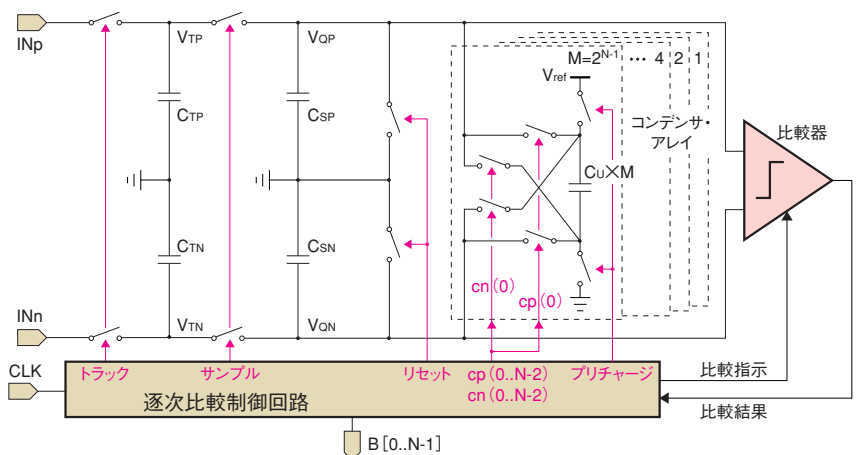 INp
VTP
VQP
M=2N-1 ··· 4 2 1
Vref
コンデンサ・
アレイ
比較器
CTP
CSP
CU×M
CTN
CSN
cn(0)
cp(0)
INn
VTN
VQN
CLK
トラック
サンプル
リセット
cp(0..N-2)
cn(0..N-2)
プリチャージ
比較指示
逐次比較制御回路
比較結果
B[0..N-1]